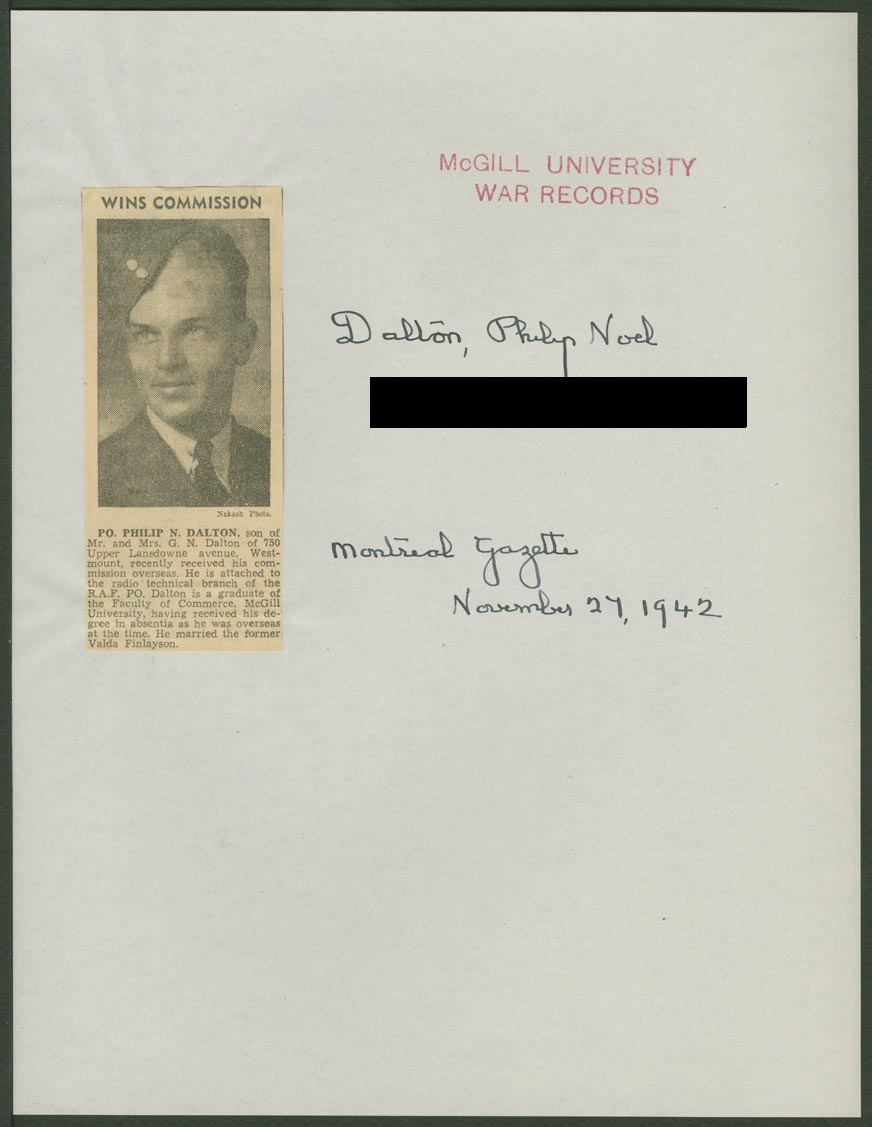 McGILL UNIVERSITY
WAR RECORDS
WINS COMMISSION
Dalton, Philip Noel
Nakash Photo.
PO. PHILIP N. DALTON, son of
Mr. and Mrs. G. N. Dalton of 750
Upper Lansdowne avenue, West-
mount, recently received his com-
mission overseas. He is attached to
the radio technical branch of the
R.A.F. PO. Dalton is a graduate of
the Faculty of Commerce, McGill
University, having received his de-
gree in absentia as he was overseas
at the time. He married the former
Valda Finlayson.
Montreal Gazette
November 27, 1942